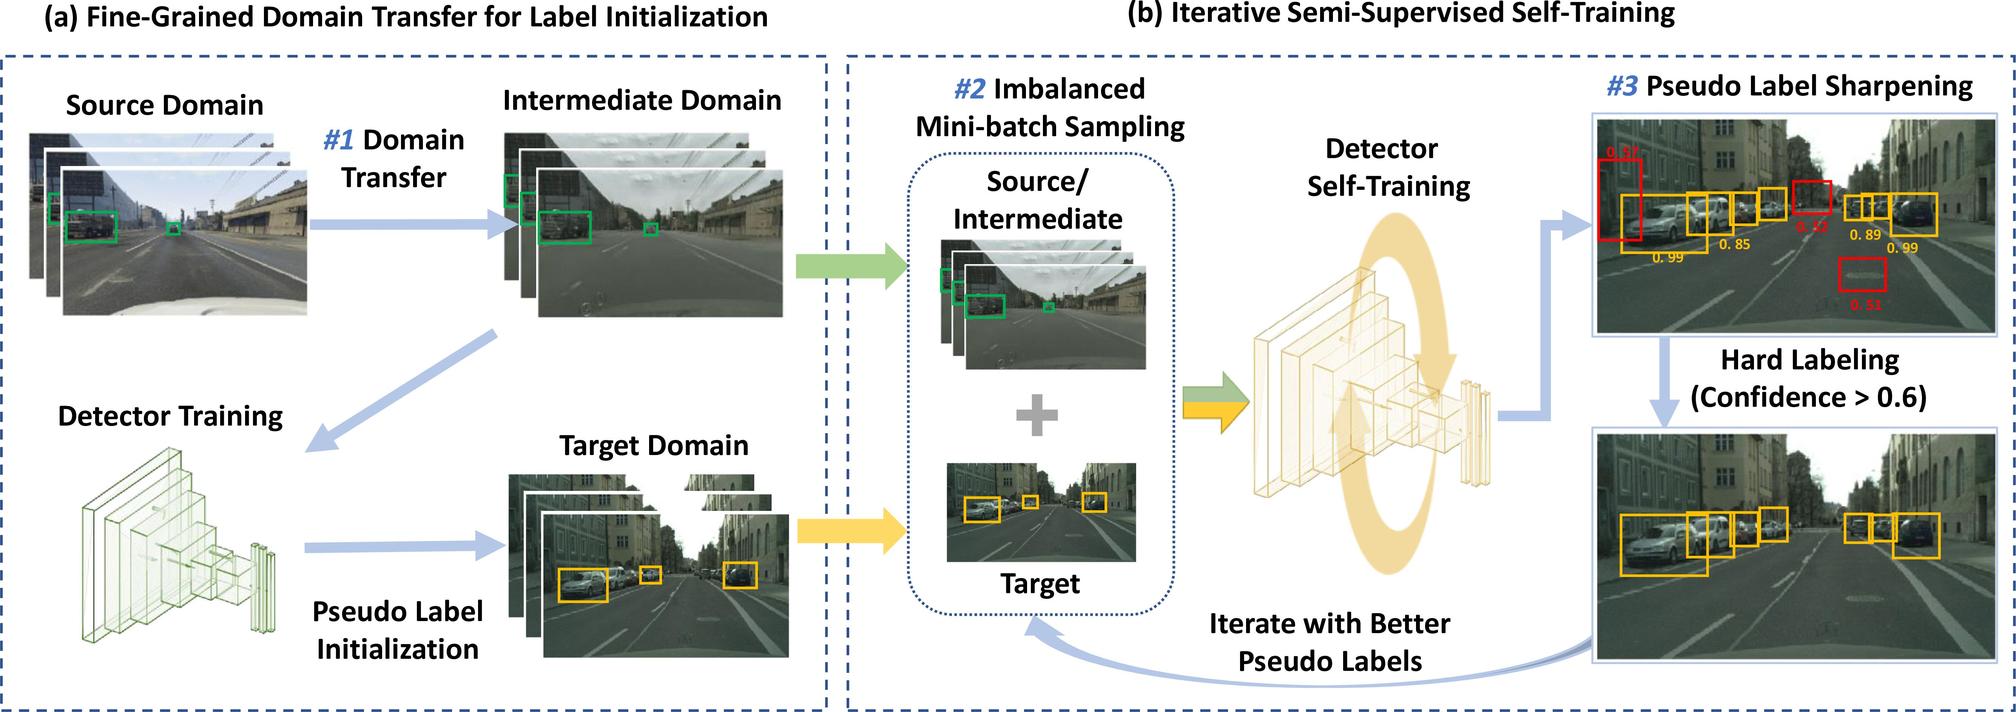 (a) Fine-Grained Domain Transfer for Label Initialization
Source Domain
#1 Domain
Transfer
Intermediate Domain
Detector Training
Pseudo Label
Initialization
Target Domain
(b) Iterative Semi-Supervised Self-Training
#2 Imbalanced
Mini-batch Sampling
Source/
Intermediate
Target
Detector
Self-Training
Iterate with Better
Pseudo Labels
#3 Pseudo Label Sharpening
0.57
0.99
0.85
0.52
0.89
0.99
0.51
Hard Labeling
(Confidence > 0.6)